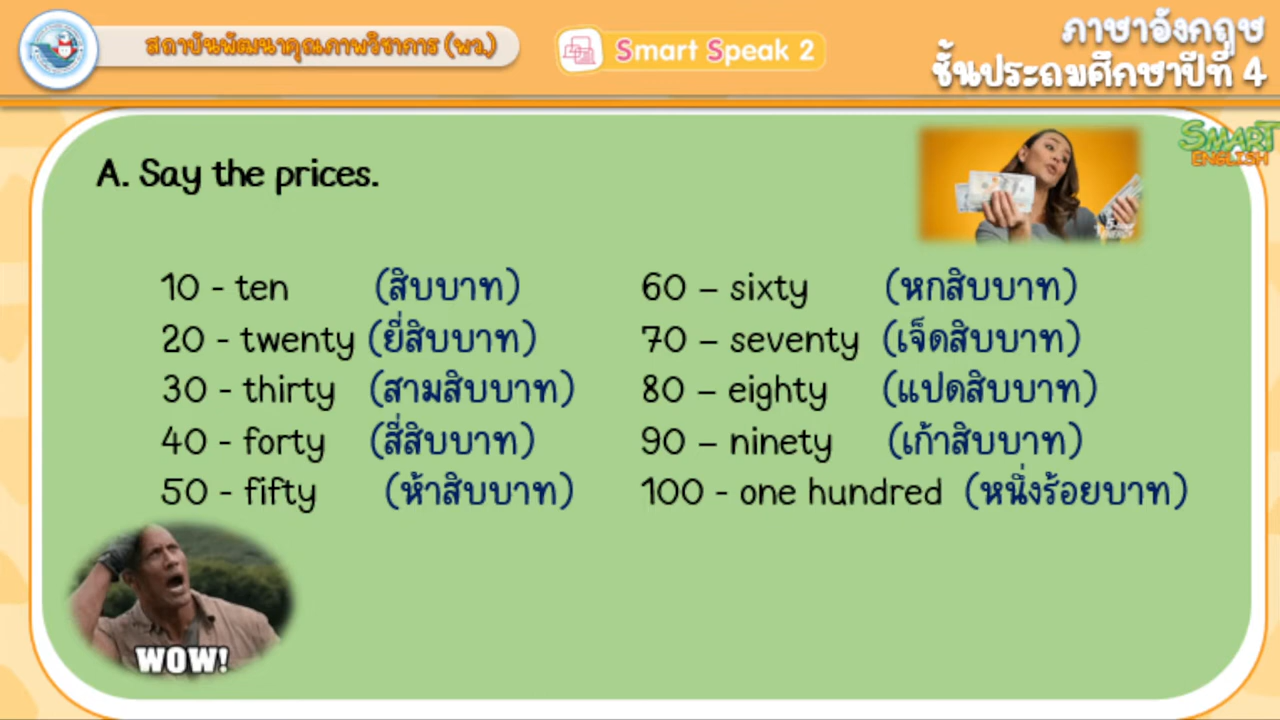 สถาบันพัฒนาคุณภาพวิชาการ (พว.)
Smart Speak 2
ภาษาอังกฤษ
ชั้นประถมศึกษาปีที่ 4
SMART
ENGLISH
A. Say the prices.
10 - ten (สิบบาท)
20 - twenty (ยี่สิบบาท)
30 - thirty (สามสิบบาท)
40 - forty (สี่สิบบาท)
50 - fifty (ห้าสิบบาท)
60 – sixty (หกสิบบาท)
70 – seventy (เจ็ดสิบบาท)
80 – eighty (แปดสิบบาท)
90 – ninety (เก้าสิบบาท)
100 - one hundred (หนึ่งร้อยบาท)
WOW!